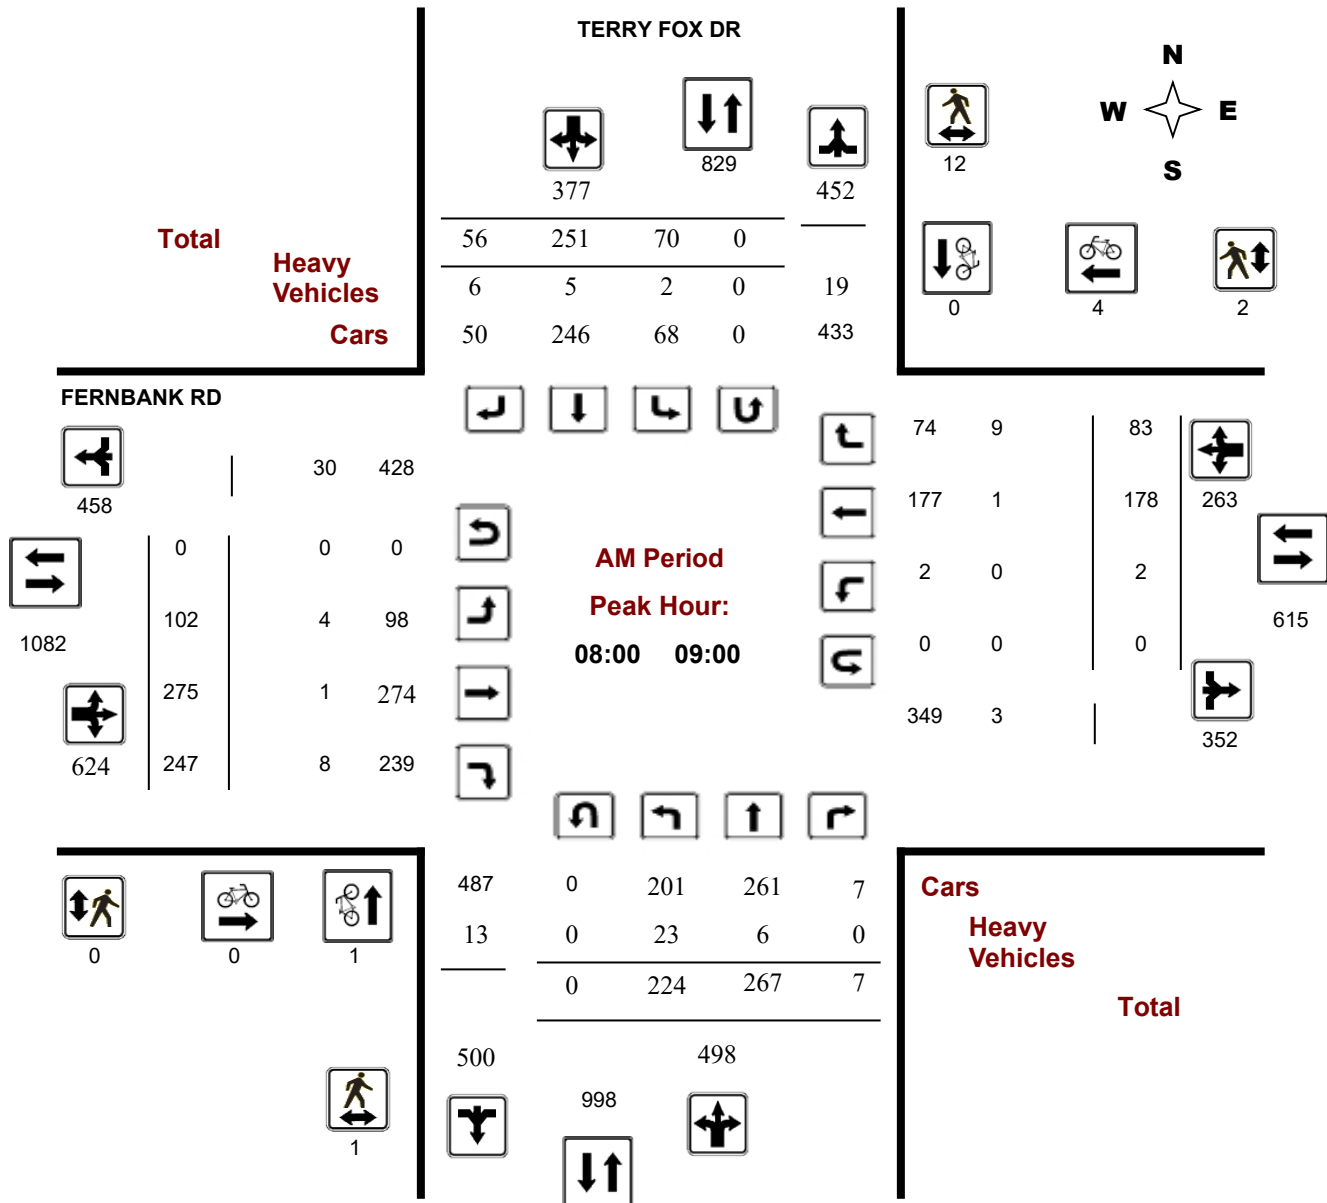 TERRY FOX DR
N
W E
S
377
829
452
12
56 251 70 0
6 5 2 0 19
50 246 68 0 433
Total
Heavy
Vehicles
Cars
0 4 2
FERNBANK RD
458
30 428
0 0 0
102 4 98
1082
275 1 274
624
247 8 239
AM Period
Peak Hour:
08:00 09:00
74 9 83
177 1 178 263
2 0 2
0 0 0
615
349 3
352
0 0 1
487 0 201 261 7
13 0 23 6 0
0 224 267 7
500 498
998
1
Cars
Heavy
Vehicles
Total